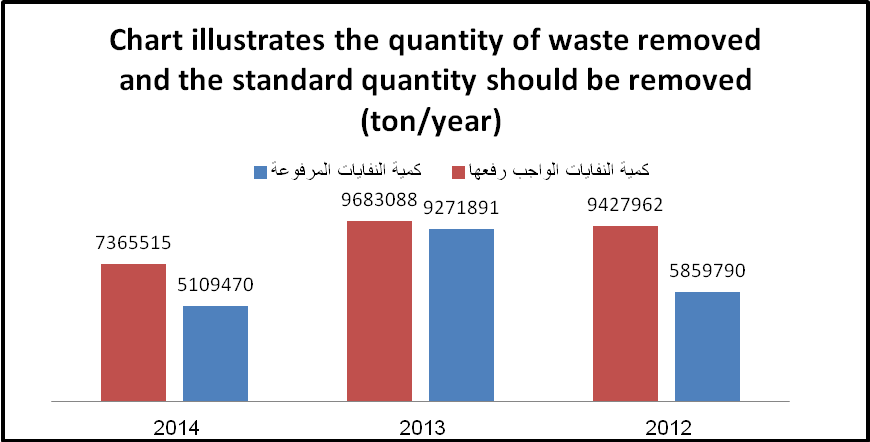 Chart illustrates the quantity of waste removed
and the standard quantity should be removed
(ton/year)
كمية النفايات الواجب رفعها
كمية النفايات المرفوعة
9683088
9271891
9427962
7365515
5109470
5859790
2014
2013
2012